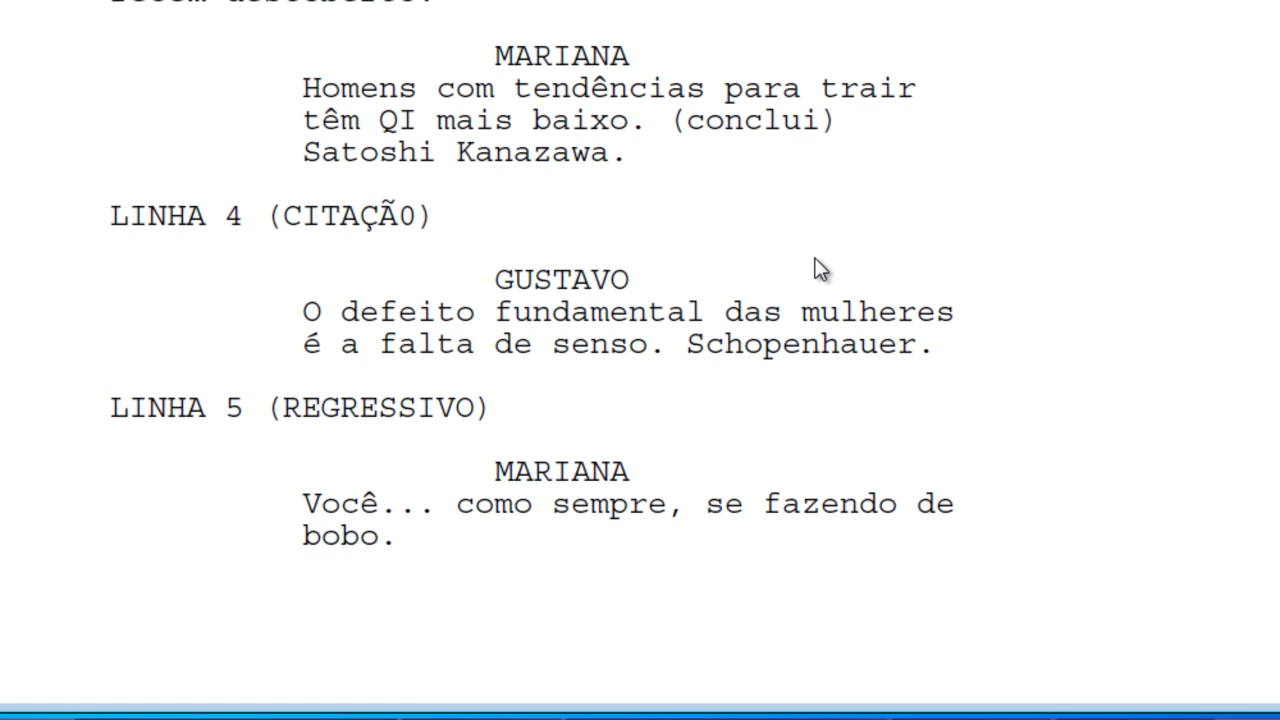 MARIANA
Homens com tendências para trair
têm QI mais baixo. (conclui)
Satoshi Kanazawa.
LINHA 4 (CITAÇÃ0)
GUSTAVO
O defeito fundamental das mulheres
é a falta de senso. Schopenhauer.
LINHA 5 (REGRESSIVO)
MARIANA
Você... como sempre, se fazendo de
bobo.